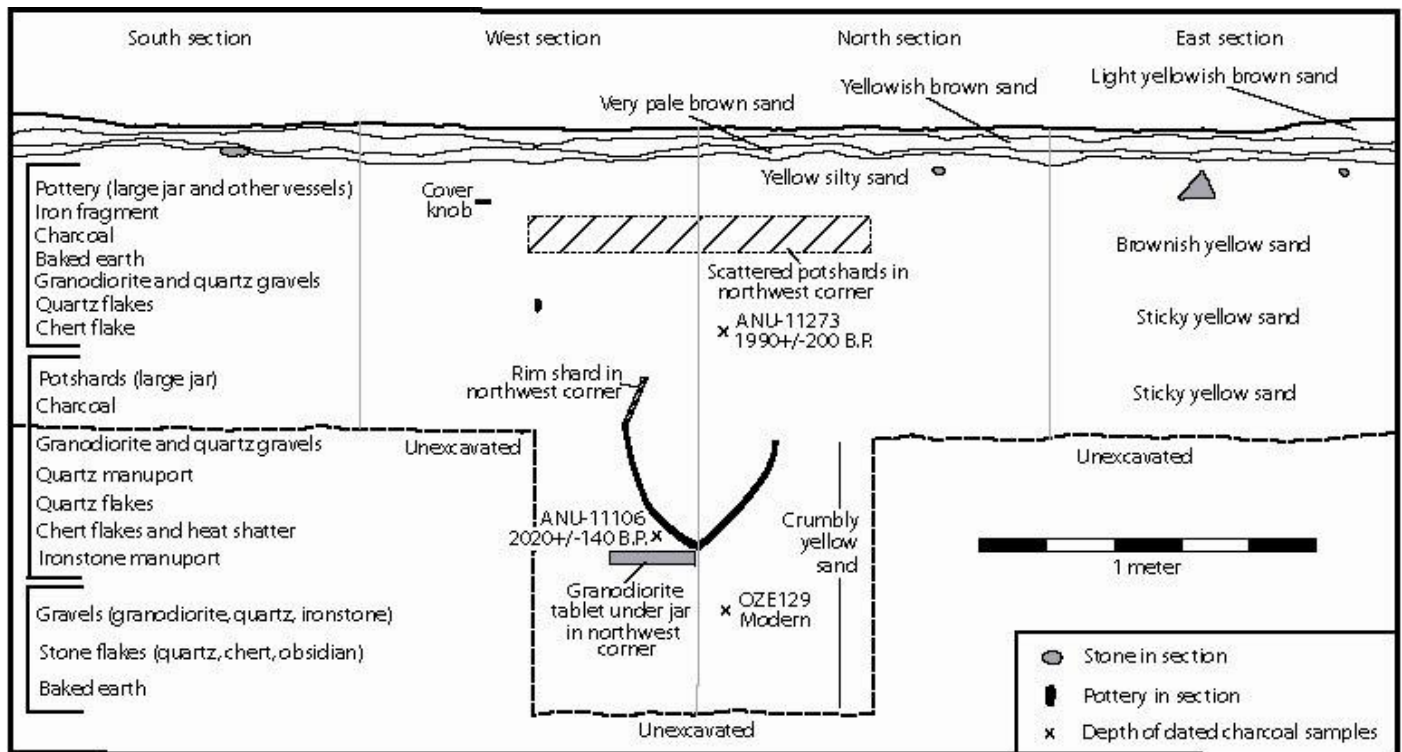 South section
West section
North section
East section
Light yellowish brown sand
Yellowish brown sand
Very pale brown sand
Yellow silty sand
Pottery (large jar and other vessels)
Iron fragment
Charcoal
Baked earth
Granodiorite and quartz gravels
Quartz flakes
Chert flake
Cover
knob
Scattered potshards in
northwest corner
Brownish yellow sand
ANU-11273
1990+/-200 B.P.
Sticky yellow sand
Potshards (large jar)
Charcoal
Rim shard in
northwest corner
Sticky yellow sand
Granodiorite and quartz gravels
Quartz manuport
Quartz flakes
Chert flakes and heat shatter
Ironstone manuport
Unexcavated
Unexcavated
ANU-11106
2020+/-140 B.P.
Crumbly
yellow
sand
1 meter
Granodiorite
tablet under jar
in northwest
corner
OZE129
Modern
Gravels (granodiorite, quartz, ironstone)
Stone flakes (quartz, chert, obsidian)
Baked earth
Unexcavated
Stone in section
Pottery in section
x Depth of dated charcoal samples